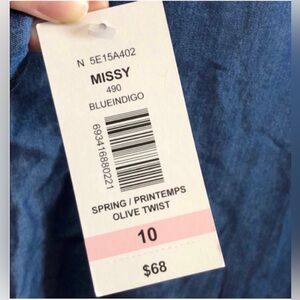 N 5E15A402
MISSY
490
BLUEINDIGO
693416880221
SPRING / PRINTEMPS
OLIVE TWIST
10
$68